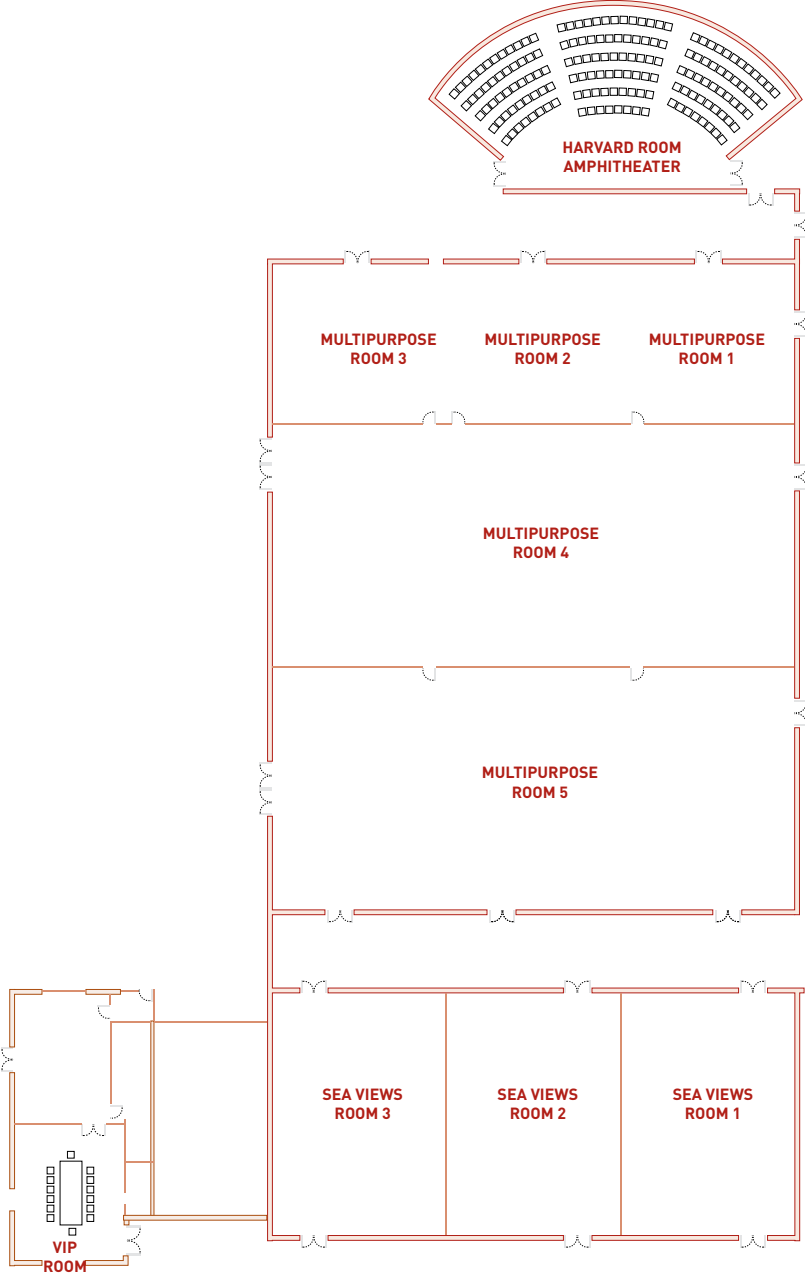 HARVARD ROOM
AMPHITHEATER
MULTIPURPOSE
ROOM 3
MULTIPURPOSE
ROOM 2
MULTIPURPOSE
ROOM 1
MULTIPURPOSE
ROOM 4
MULTIPURPOSE
ROOM 5
SEA VIEWS
ROOM 3
SEA VIEWS
ROOM 2
SEA VIEWS
ROOM 1
VIP
ROOM